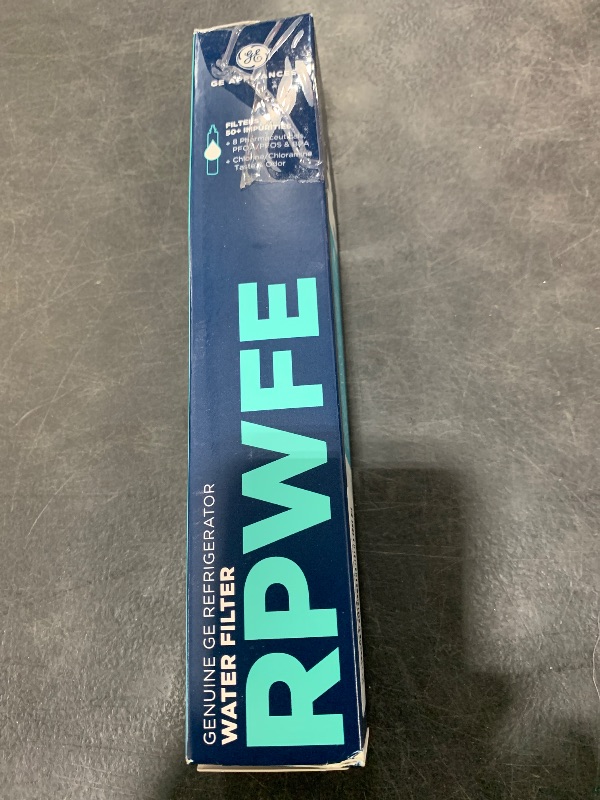 GE
GE APPLIANCES
FILTERS
50+ IMPURITIES
+ 8 Pharmaceuticals,
PFOA/PFOS & BPA
+ Chlorine/Chloramine
Taste & Odor
GENUINE GE REFRIGERATOR
WATER FILTER
RPWFE